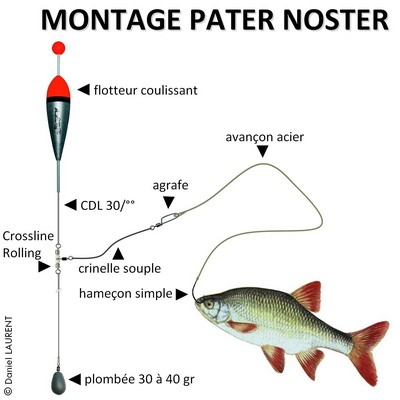 MONTAGE PATER NOSTER
flotteur coulissant
avançon acier
agrafe
CDL 30/°°
Crossline
Rolling
crinelle souple
hameçon simple
plombée 30 à 40 gr
© Daniel LAURENT